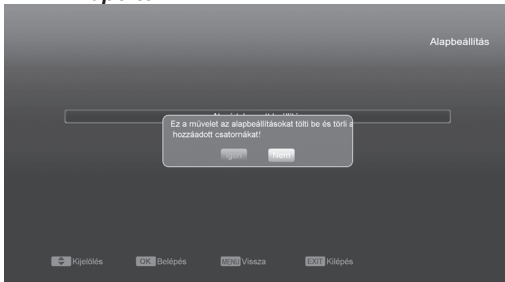 Alapbeállítás
Ez a művelet az alapbeállításokat tölti be és törli a
hozzáadott csatornákat!
Igen Nem
Kijelölés OK Belépés MENU Vissza EXIT Kilépés